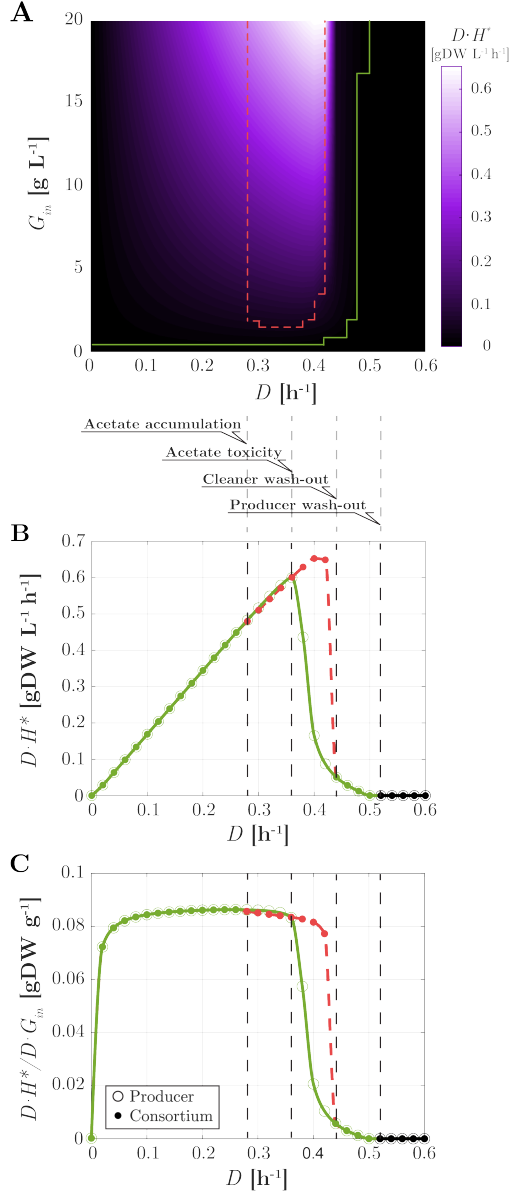 A
D·H*
[gDW L⁻¹ h⁻¹]
20
15
10
5
0
G_in [g L⁻¹]
0 0.1 0.2 0.3 0.4 0.5 0.6
D [h⁻¹]
0.6
0.5
0.4
0.3
0.2
0.1
0
Acetate accumulation
Acetate toxicity
Cleaner wash-out
Producer wash-out
B
0.7
0.6
0.5
0.4
0.3
0.2
0.1
0
D·H* [gDW L⁻¹ h⁻¹]
0 0.1 0.2 0.3 0.4 0.5 0.6
D [h⁻¹]
C
0.1
0.08
0.06
0.04
0.02
0
D·H*/D·G_in [gDW g⁻¹]
Producer
Consortium
0 0.1 0.2 0.3 0.4 0.5 0.6
D [h⁻¹]